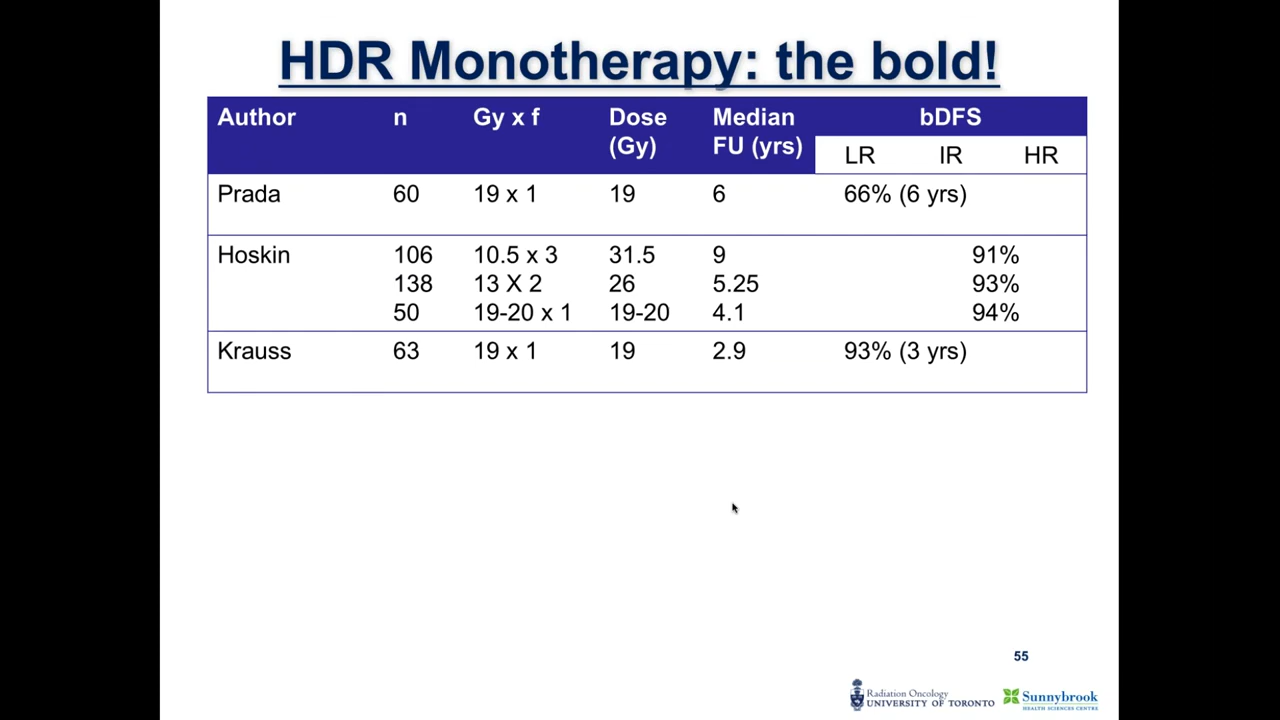 HDR Monotherapy: the bold!
Author n Gy x f Dose (Gy) Median FU (yrs) bDFS
LR IR HR
Prada 60 19 x 1 19 6 66% (6 yrs)
Hoskin 106 10.5 x 3 31.5 9 91%
138 13 X 2 26 5.25 93%
50 19-20 x 1 19-20 4.1 94%
Krauss 63 19 x 1 19 2.9 93% (3 yrs)
55
Radiation Oncology
UNIVERSITY OF TORONTO
Sunnybrook
HEALTH SCIENCES CENTRE